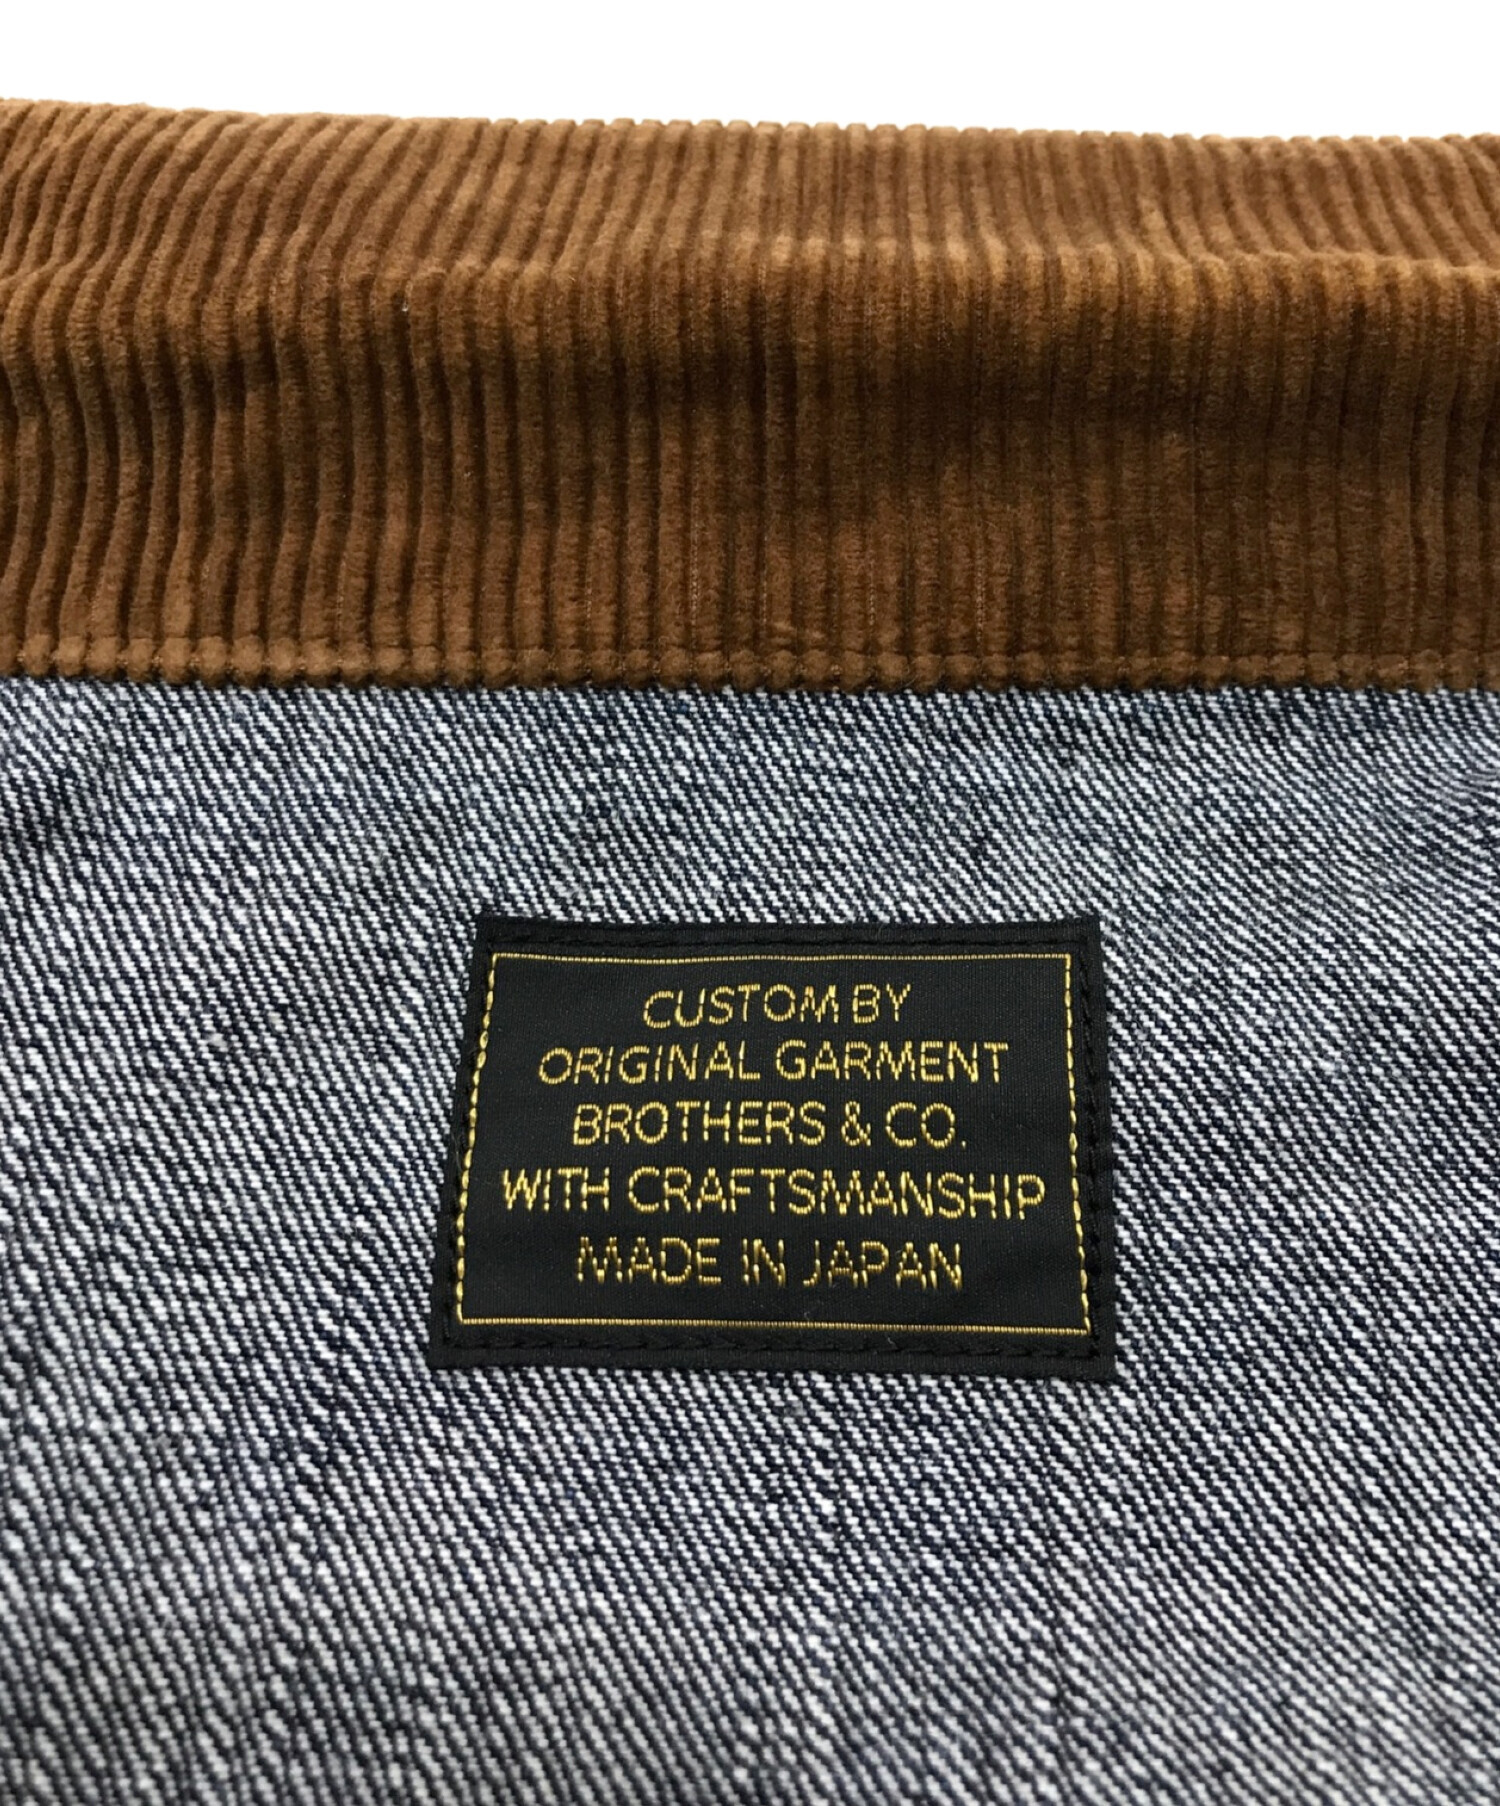 CUSTOM BY
ORIGINAL GARMENT
BROTHERS & CO.
WITH CRAFTSMANSHIP
MADE IN JAPAN